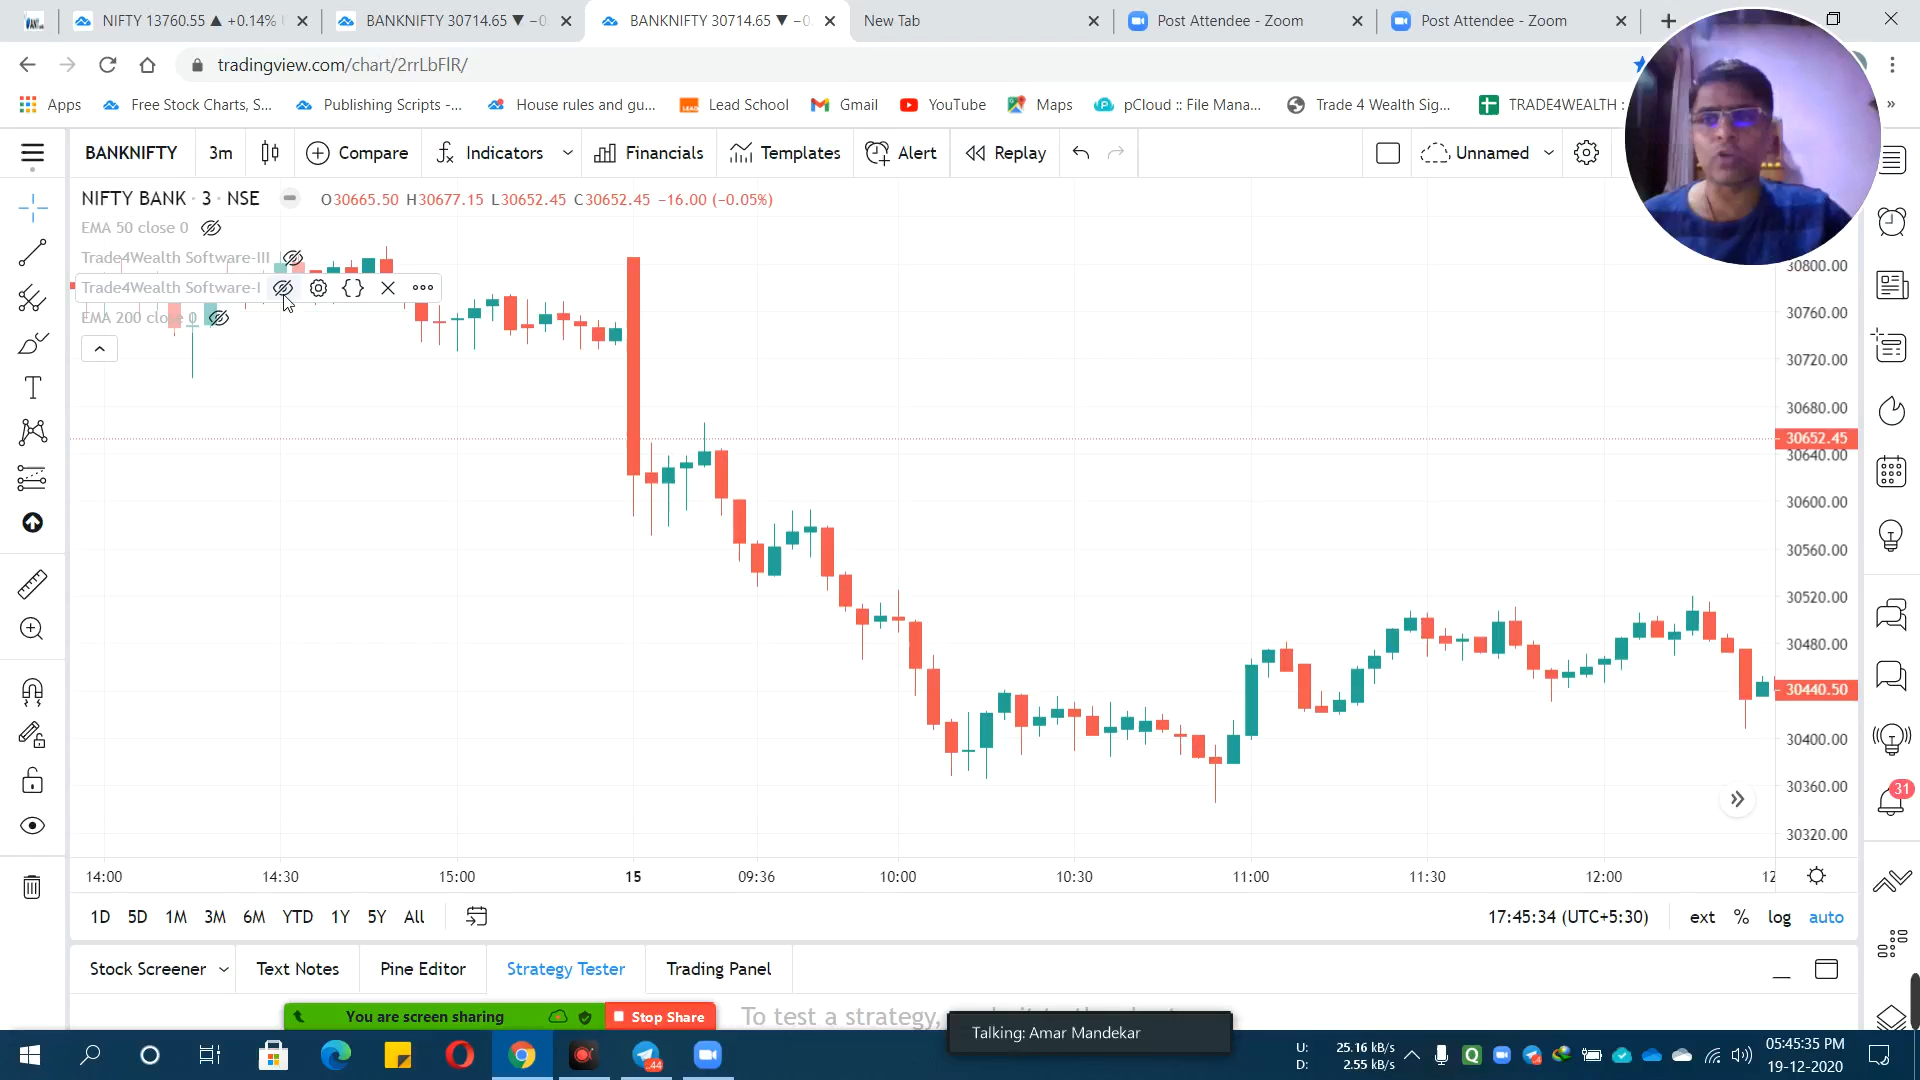 NIFTY 13760.55 ▲ +0.14%
BANKNIFTY 30714.65 ▼ −0
BANKNIFTY 30714.65 ▼ −0
New Tab
Post Attendee - Zoom
Post Attendee - Zoom
tradingview.com/chart/2rrLbFlR/
Apps
Free Stock Charts, S...
Publishing Scripts -...
House rules and gu...
LEAD
Lead School
Gmail
YouTube
Maps
pCloud :: File Mana...
Trade 4 Wealth Sig...
TRADE4WEALTH :
BANKNIFTY
3m
Compare
Indicators
Financials
Templates
Alert
Replay
Unnamed
NIFTY BANK · 3 · NSE
O30665.50 H30677.15 L30652.45 C30652.45 −16.00 (−0.05%)
EMA 50 close 0
Trade4Wealth Software-III
Trade4Wealth Software-I
EMA 200 close 0
30800.00
30760.00
30720.00
30680.00
30652.45
30640.00
30600.00
30560.00
30520.00
30480.00
30440.50
30400.00
30360.00
30320.00
31
14:00
14:30
15:00
15
09:36
10:00
10:30
11:00
11:30
12:00
12
1D 5D 1M 3M 6M YTD 1Y 5Y All
17:45:34 (UTC+5:30)
ext % log auto
Stock Screener
Text Notes
Pine Editor
Strategy Tester
Trading Panel
You are screen sharing
Stop Share
To test a strategy,
Talking: Amar Mandekar
44
U: 25.16 kB/s
D: 2.55 kB/s
05:45:35 PM
19-12-2020